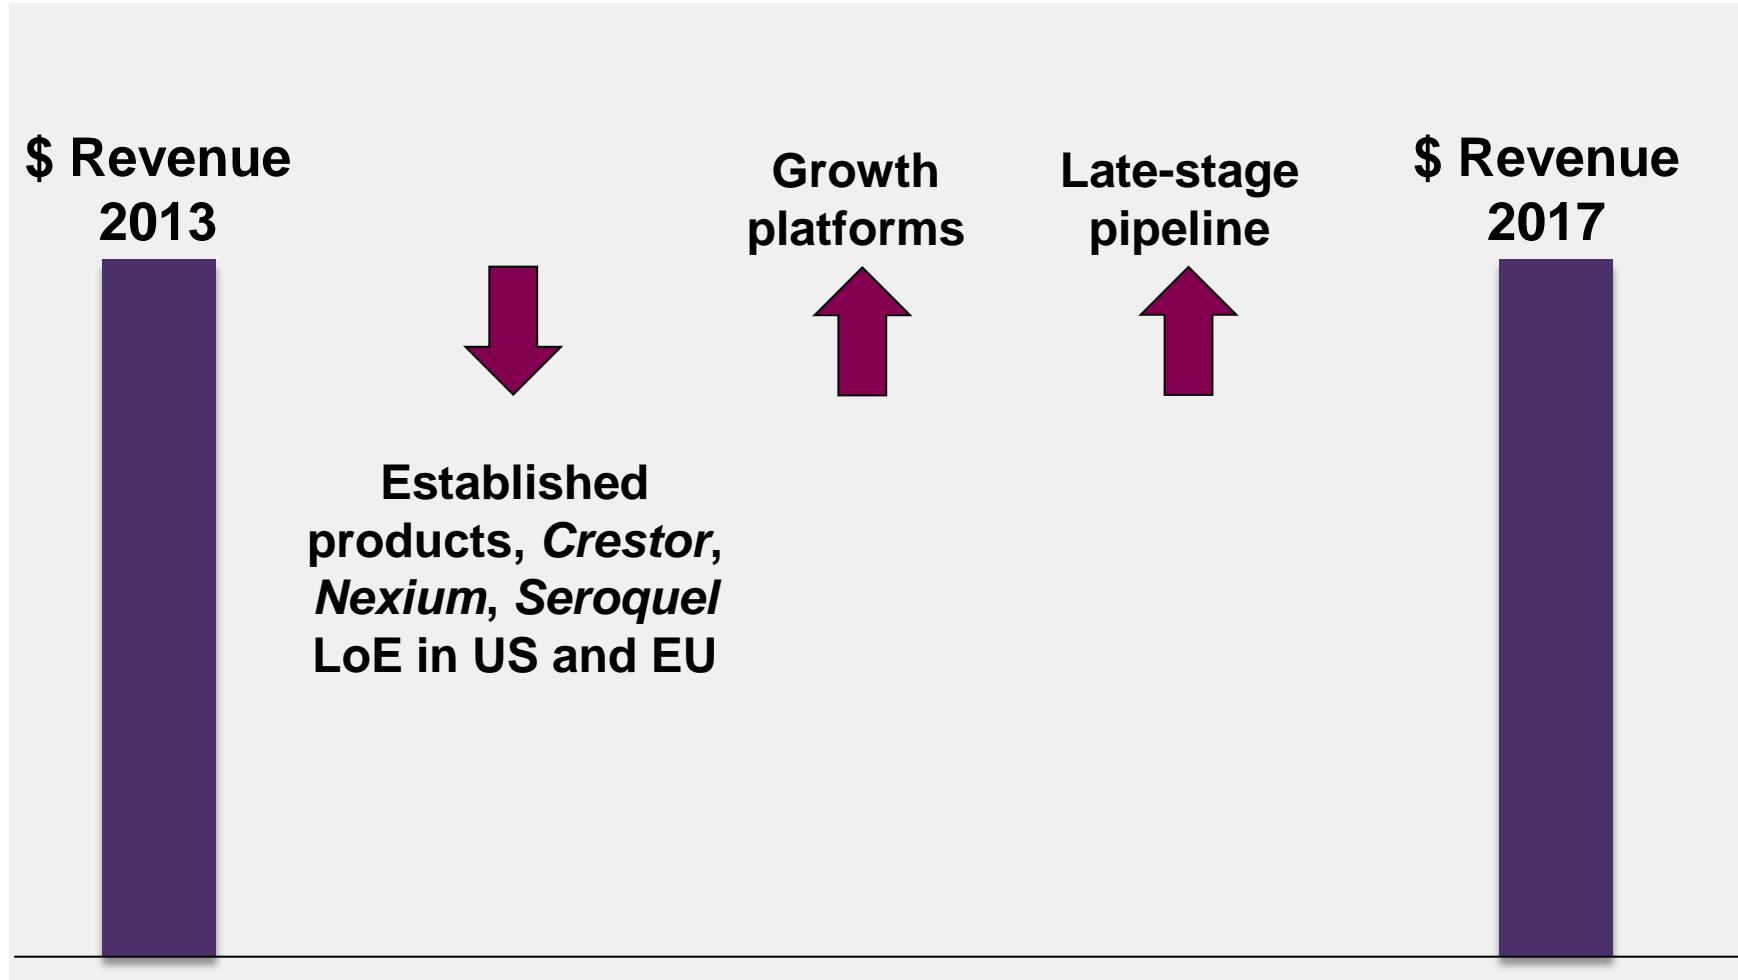 $ Revenue
2013
Established
products, Crestor,
Nexium, Seroquel
LoE in US and EU
Growth
platforms
Late-stage
pipeline
$ Revenue
2017